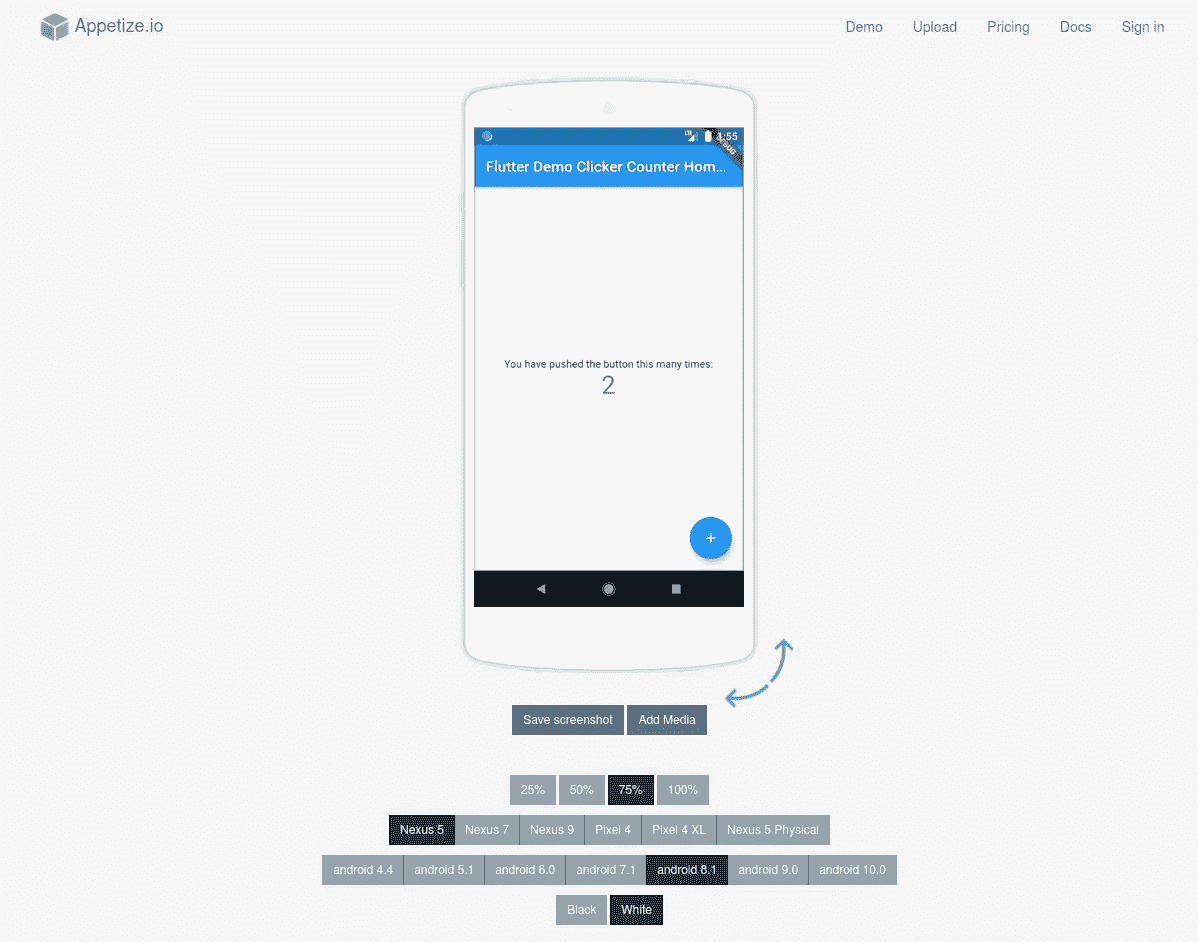 Appetize.io
Demo Upload Pricing Docs Sign in
Flutter Demo Clicker Counter Hom...
You have pushed the button this many times:
2
+
Save screenshot Add Media
25% 50% 75% 100%
Nexus 5 Nexus 7 Nexus 9 Pixel 4 Pixel 4 XL Nexus 5 Physical
android 4.4 android 5.1 android 6.0 android 7.1 android 8.1 android 9.0 android 10.0
Black White